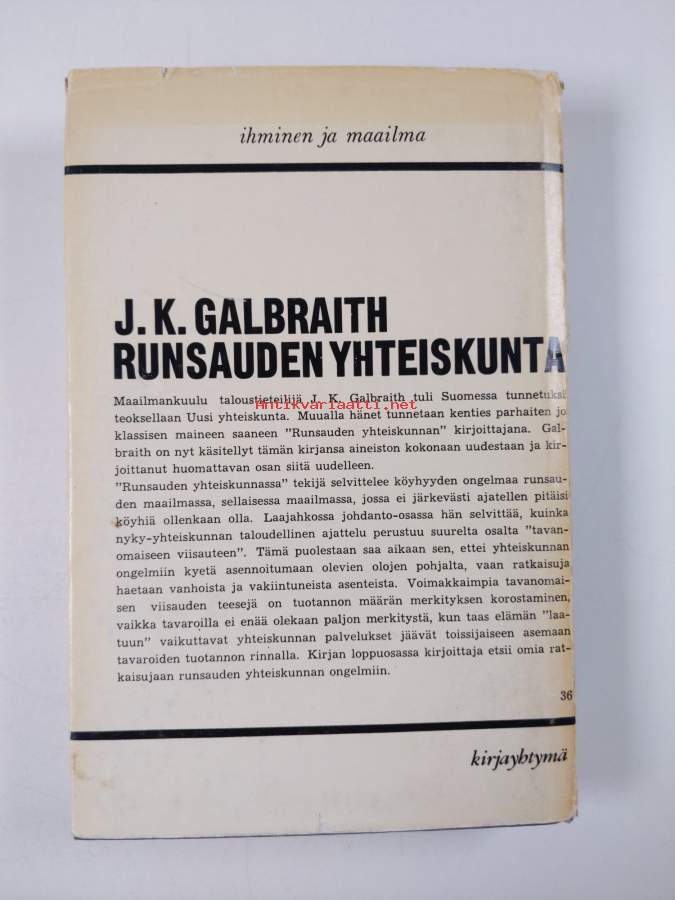 ihminen ja maailma
J. K. GALBRAITH
RUNSAUDEN YHTEISKUNTA
Maailmankuulu taloustieteilijä J. K. Galbraith tuli Suomessa tunnetuksi
Antikvariaatti.net
teoksellaan Uusi yhteiskunta. Muualla hänet tunnetaan kenties parhaiten jo
klassisen maineen saaneen "Runsauden yhteiskunnan" kirjoittajana. Gal-
braith on nyt käsitellyt tämän kirjansa aineiston kokonaan uudestaan ja kir-
joittanut huomattavan osan siitä uudelleen.
"Runsauden yhteiskunnassa" tekijä selvittelee köyhyyden ongelmaa runsau-
den maailmassa, sellaisessa maailmassa, jossa ei järkevästi ajatellen pitäisi
köyhiä ollenkaan olla. Laajahkossa johdanto-osassa hän selvittää, kuinka
nyky-yhteiskunnan taloudellinen ajattelu perustuu suurelta osalta "tavan-
omaiseen viisauteen". Tämä puolestaan saa aikaan sen, ettei yhteiskunnan
ongelmiin kyetä asennoitumaan olevien olojen pohjalta, vaan ratkaisuja
haetaan vanhoista ja vakiintuneista asenteista. Voimakkaimpia tavanomai-
sen viisauden teesejä on tuotannon määrän merkityksen korostaminen,
vaikka tavaroilla ei enää olekaan paljon merkitystä, kun taas elämän "laa-
tuun" vaikuttavat yhteiskunnan palvelukset jäävät toissijaiseen asemaan
tavaroiden tuotannon rinnalla. Kirjan loppuosassa kirjoittaja etsii omia rat-
kaisujaan runsauden yhteiskunnan ongelmiin.
36
kirjayhtymä